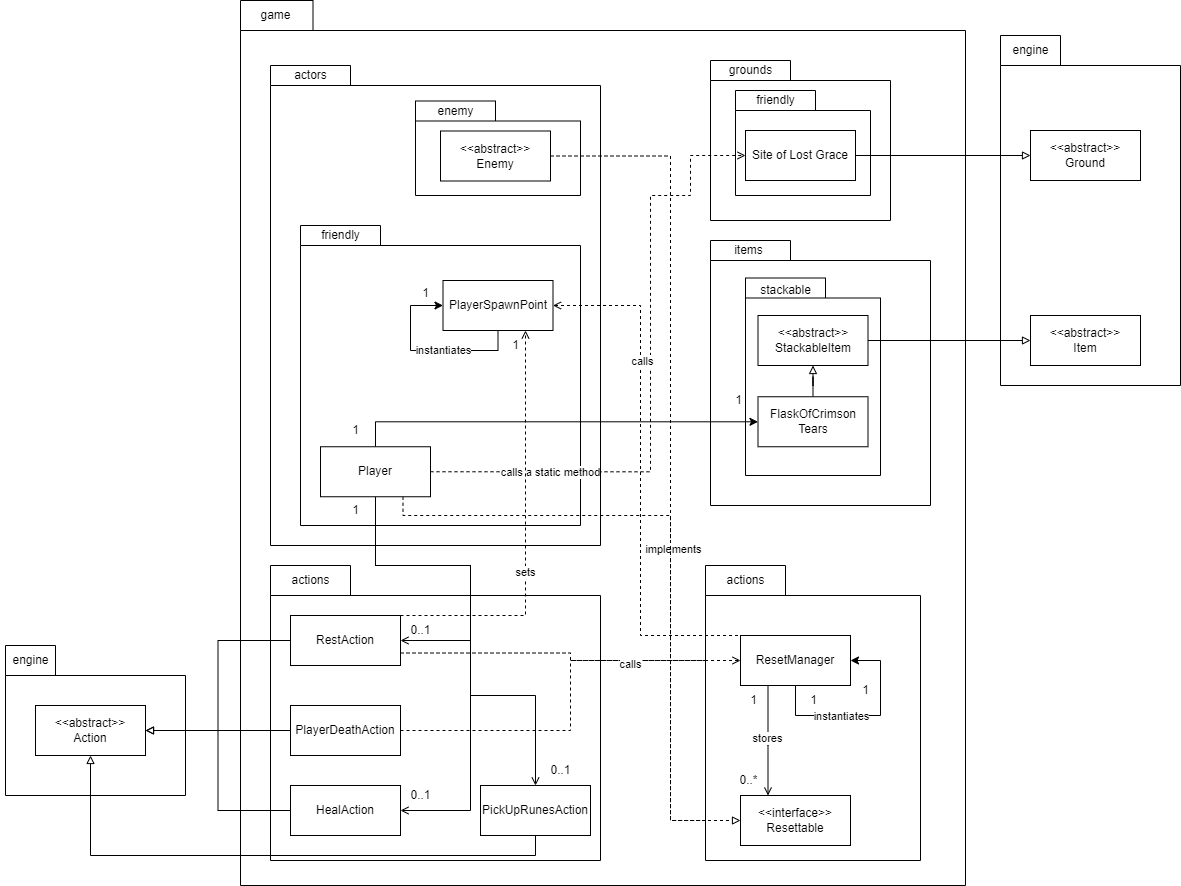 game
engine
actors
grounds
enemy
friendly
<<abstract>>
Enemy
Site of Lost Grace
<<abstract>>
Ground
friendly
items
stackable
1
PlayerSpawnPoint
instantiates
1
calls
<<abstract>>
StackableItem
<<abstract>>
Item
1
FlaskOfCrimson
Tears
1
Player
calls a static method
1
implements
sets
actions
actions
RestAction
0..1
calls
ResetManager
1
1
1
instantiates
stores
engine
<<abstract>>
Action
PlayerDeathAction
0..1
0..*
HealAction
0..1
PickUpRunesAction
<<interface>>
Resettable